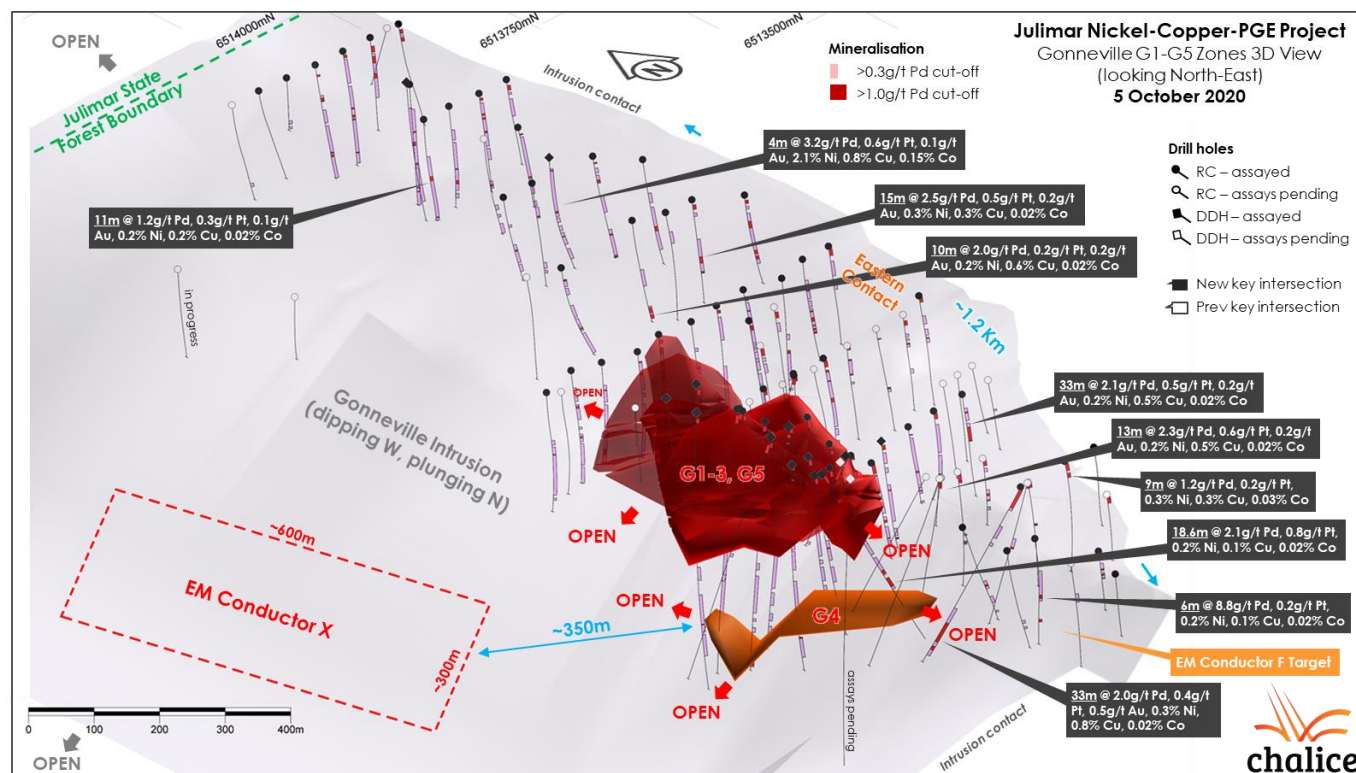 Julimar Nickel-Copper-PGE Project
Gonneville G1-G5 Zones 3D View
(looking North-East)
5 October 2020
OPEN
6514000mN
6513750mN
6513500mN
Julimar State
Forest Boundary
Intrusion contact
N
Mineralisation
>0.3g/t Pd cut-off
>1.0g/t Pd cut-off
Drill holes
RC – assayed
RC – assays pending
DDH – assayed
DDH – assays pending
New key intersection
Prev key intersection
4m @ 3.2g/t Pd, 0.6g/t Pt, 0.1g/t
Au, 2.1% Ni, 0.8% Cu, 0.15% Co
15m @ 2.5g/t Pd, 0.5g/t Pt, 0.2g/t
Au, 0.3% Ni, 0.3% Cu, 0.02% Co
11m @ 1.2g/t Pd, 0.3g/t Pt, 0.1g/t
Au, 0.2% Ni, 0.2% Cu, 0.02% Co
10m @ 2.0g/t Pd, 0.2g/t Pt, 0.2g/t
Au, 0.2% Ni, 0.6% Cu, 0.02% Co
in progress
Eastern
Contact
~1.2 Km
Gonneville Intrusion
(dipping W, plunging N)
OPEN
G1-3, G5
OPEN
OPEN
33m @ 2.1g/t Pd, 0.5g/t Pt, 0.2g/t
Au, 0.2% Ni, 0.5% Cu, 0.02% Co
13m @ 2.3g/t Pd, 0.6g/t Pt, 0.2g/t
Au, 0.2% Ni, 0.5% Cu, 0.02% Co
9m @ 1.2g/t Pd, 0.2g/t Pt,
0.3% Ni, 0.3% Cu, 0.03% Co
18.6m @ 2.1g/t Pd, 0.8g/t Pt,
0.2% Ni, 0.1% Cu, 0.02% Co
6m @ 8.8g/t Pd, 0.2g/t Pt,
0.2% Ni, 0.1% Cu, 0.02% Co
EM Conductor F Target
33m @ 2.0g/t Pd, 0.4g/t
Pt, 0.5g/t Au, 0.3% Ni,
0.8% Cu, 0.02% Co
~600m
EM Conductor X
~300m
~350m
OPEN
G4
OPEN
OPEN
assays pending
Intrusion contact
0 100 200 300 400m
OPEN
chalice